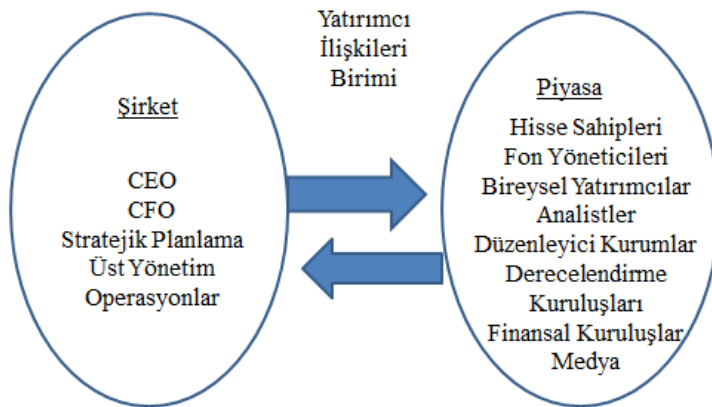 Yatırımcı
İlişkileri
Birimi
Şirket
CEO
CFO
Stratejik Planlama
Üst Yönetim
Operasyonlar
Piyasa
Hisse Sahipleri
Fon Yöneticileri
Bireysel Yatırımcılar
Analistler
Düzenleyici Kurumlar
Derecelendirme
Kuruluşları
Finansal Kuruluşlar
Medya